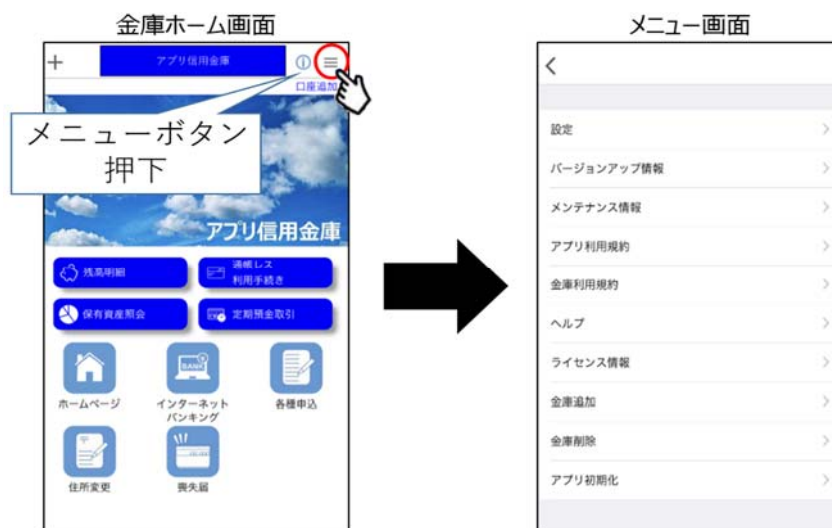 金庫ホーム画面
メニュー画面
アプリ信用金庫
口座追加
メニューボタン
押下
アプリ信用金庫
残高明細
通帳レス
利用手続き
保有資産照会
定期預金取引
BANK
ホームページ
インターネット
バンキング
各種申込
住所変更
喪失届
設定
バージョンアップ情報
メンテナンス情報
アプリ利用規約
金庫利用規約
ヘルプ
ライセンス情報
金庫追加
金庫削除
アプリ初期化